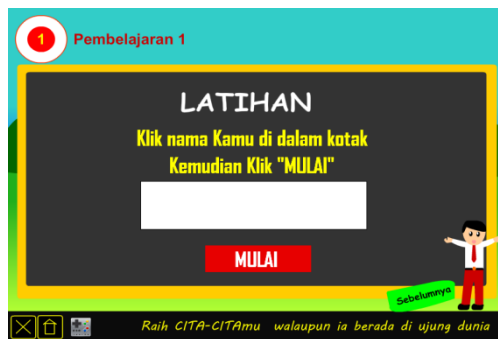 1
Pembelajaran 1
LATIHAN
Klik nama Kamu di dalam kotak
Kemudian Klik "MULAI"
MULAI
Sebelumnya
Raih CITA-CITAmu walaupun ia berada di ujung dunia